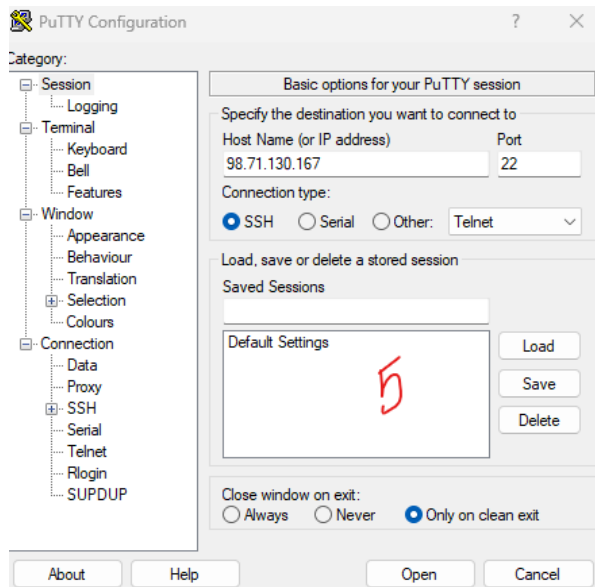 PuTTY Configuration
?
Category:
Session
Logging
Terminal
Keyboard
Bell
Features
Window
Appearance
Behaviour
Translation
Selection
Colours
Connection
Data
Proxy
SSH
Serial
Telnet
Rlogin
SUPDUP
Basic options for your PuTTY session
Specify the destination you want to connect to
Host Name (or IP address) Port
98.71.130.167 22
Connection type:
SSH Serial Other: Telnet
Load, save or delete a stored session
Saved Sessions
Default Settings
5
Load
Save
Delete
Close window on exit:
Always Never Only on clean exit
About Help Open Cancel